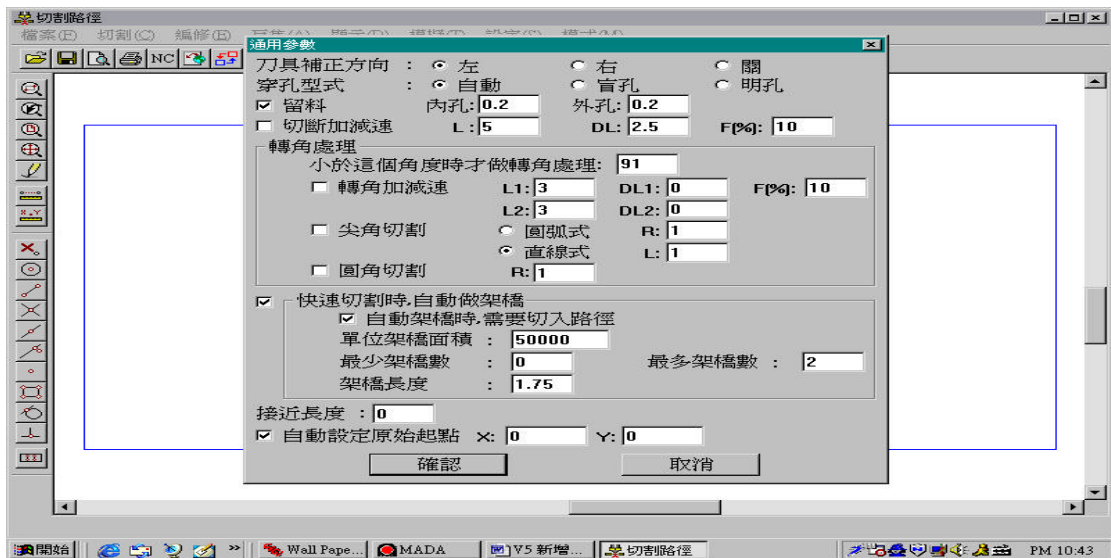 切割路徑
檔案(F) 切割(C) 編修(E)
NC
通用參數
刀具補正方向 : 左 右 關
穿孔型式 : 自動 盲孔 明孔
留料 內孔: 0.2 外孔: 0.2
切斷加減速 L : 5 DL: 2.5 F(%): 10
轉角處理
小於這個角度時才做轉角處理: 91
轉角加減速 L1: 3 DL1: 0 F(%): 10
L2: 3 DL2: 0
尖角切割 圓弧式 R: 1
直線式 L: 1
圓角切割 R: 1
快速切割時,自動做架橋
自動架橋時,需要切入路徑
單位架橋面積 : 50000
最少架橋數 : 0 最多架橋數 : 2
架橋長度 : 1.75
接近長度 : 0
自動設定原始起點 X: 0 Y: 0
確認 取消
開始 » Wall Pape... MADA V5 新增... 切割路徑 PM 10:43